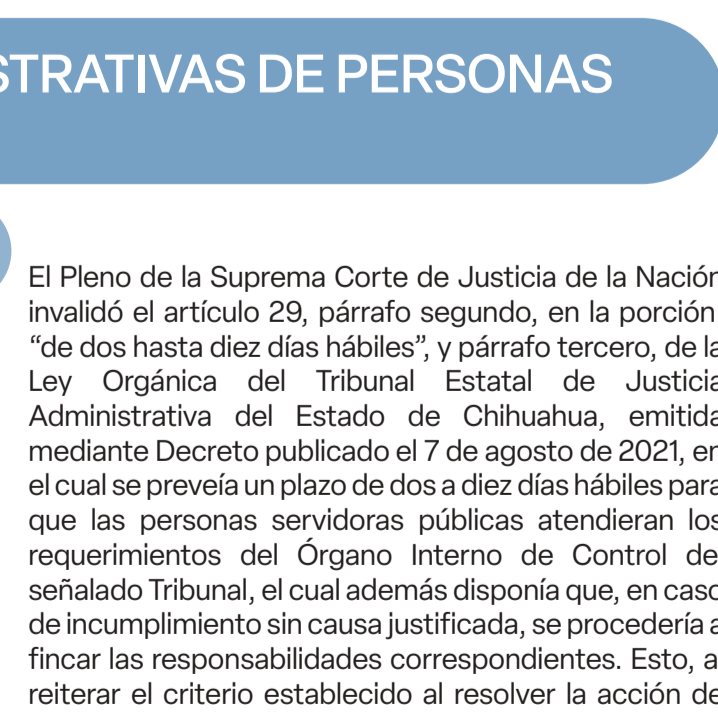 STRATIVAS DE PERSONAS
El Pleno de la Suprema Corte de Justicia de la Nación
invalidó el artículo 29, párrafo segundo, en la porción
“de dos hasta diez días hábiles”, y párrafo tercero, de la
Ley Orgánica del Tribunal Estatal de Justicia
Administrativa del Estado de Chihuahua, emitida
mediante Decreto publicado el 7 de agosto de 2021, en
el cual se preveía un plazo de dos a diez días hábiles para
que las personas servidoras públicas atendieran los
requerimientos del Órgano Interno de Control de
señalado Tribunal, el cual además disponía que, en caso
de incumplimiento sin causa justificada, se procedería a
fincar las responsabilidades correspondientes. Esto, a
reiterar el criterio establecido al resolver la acción de